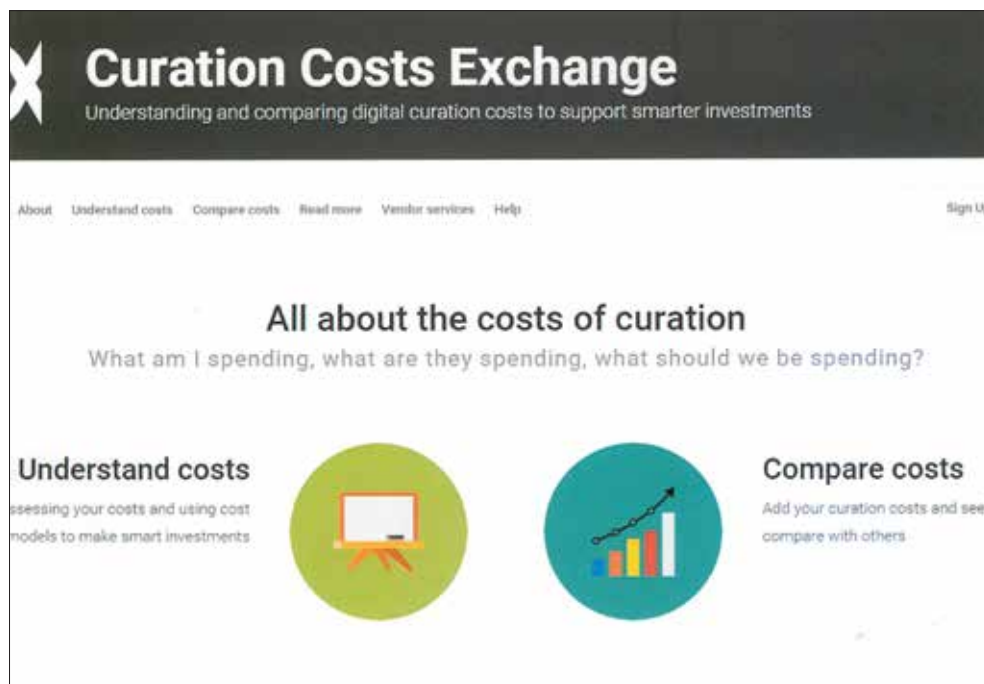 Curation Costs Exchange
Understanding and comparing digital curation costs to support smarter investments
About Understand costs Compare costs Read more Vendor services Help Sign U
All about the costs of curation
What am I spending, what are they spending, what should we be spending?
Understand costs
ssessing your costs and using cost
nodels to make smart investments
Compare costs
Add your curation costs and see
compare with others